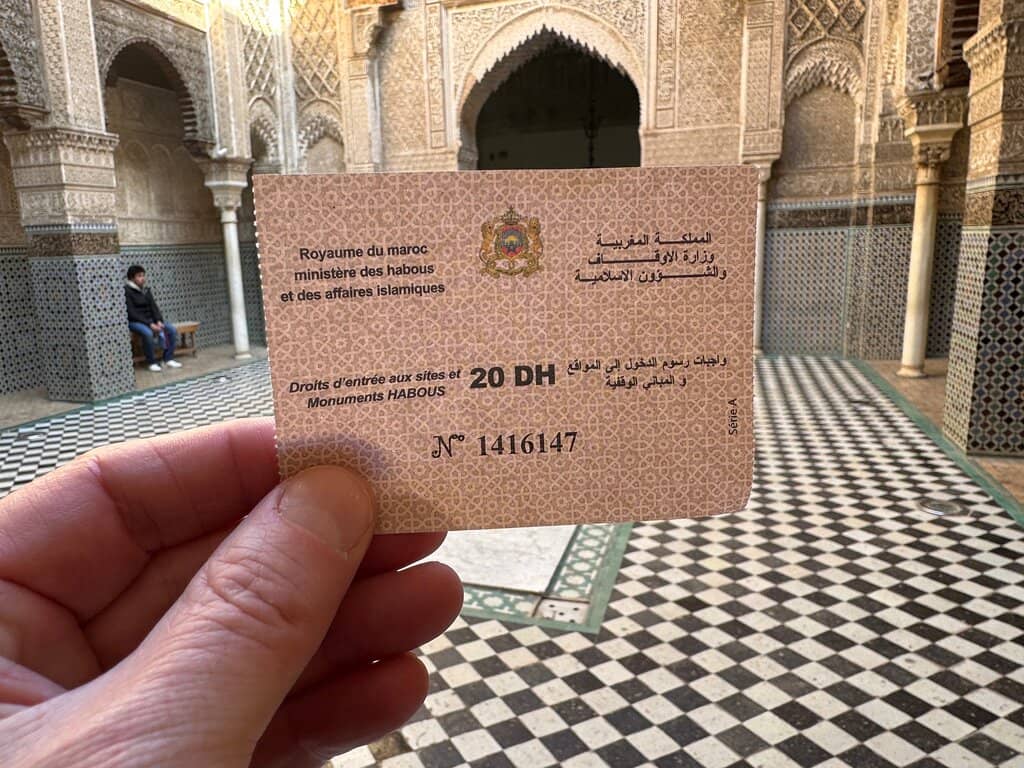 Royaume du maroc
ministère des habous
et des affaires islamiques
المملكة المغربية
وزارة الاوقاف
والشؤون الاسلامية
Droits d'entrée aux sites et
Monuments HABOUS
20 DH
واجبات رسوم الدخول إلى المواقع
و المباني الوقفية
N° 1416147
Série A